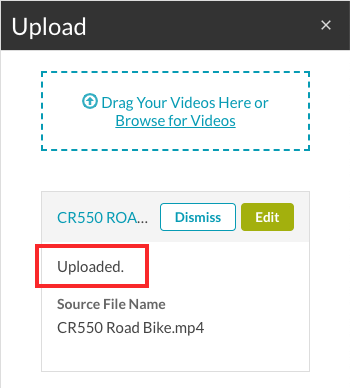 Upload ×
Drag Your Videos Here or
Browse for Videos
CR550 ROA... Dismiss Edit
Uploaded.
Source File Name
CR550 Road Bike.mp4